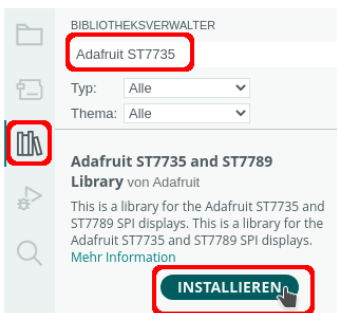 BIBLIOTHEKSVERWALTER
Adafruit ST7735
Typ: Alle
Thema: Alle
Adafruit ST7735 and ST7789
Library von Adafruit
This is a library for the Adafruit ST7735 and
ST7789 SPI displays. This is a library for the
Adafruit ST7735 and ST7789 SPI displays.
Mehr Information
INSTALLIEREN